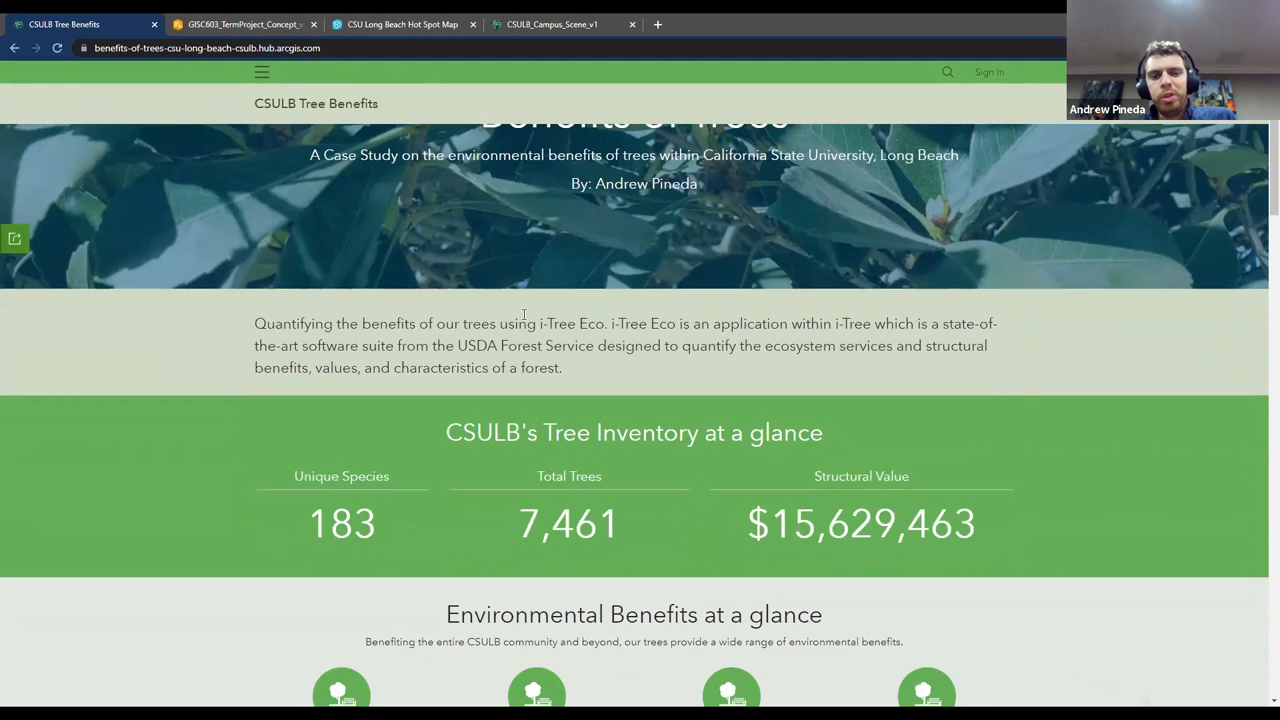 CSULB Tree Benefits
GISC603_TermProject_Concept_v
CSU Long Beach Hot Spot Map
CSULB_Campus_Scene_v1
benefits-of-trees-csu-long-beach-csulb.hub.arcgis.com
Sign In
Andrew Pineda
CSULB Tree Benefits
Benefits of Trees
A Case Study on the environmental benefits of trees within California State University, Long Beach
By: Andrew Pineda
Quantifying the benefits of our trees using i-Tree Eco. i-Tree Eco is an application within i-Tree which is a state-of-
the-art software suite from the USDA Forest Service designed to quantify the ecosystem services and structural
benefits, values, and characteristics of a forest.
CSULB's Tree Inventory at a glance
Unique Species Total Trees Structural Value
183 7,461 $15,629,463
Environmental Benefits at a glance
Benefiting the entire CSULB community and beyond, our trees provide a wide range of environmental benefits.